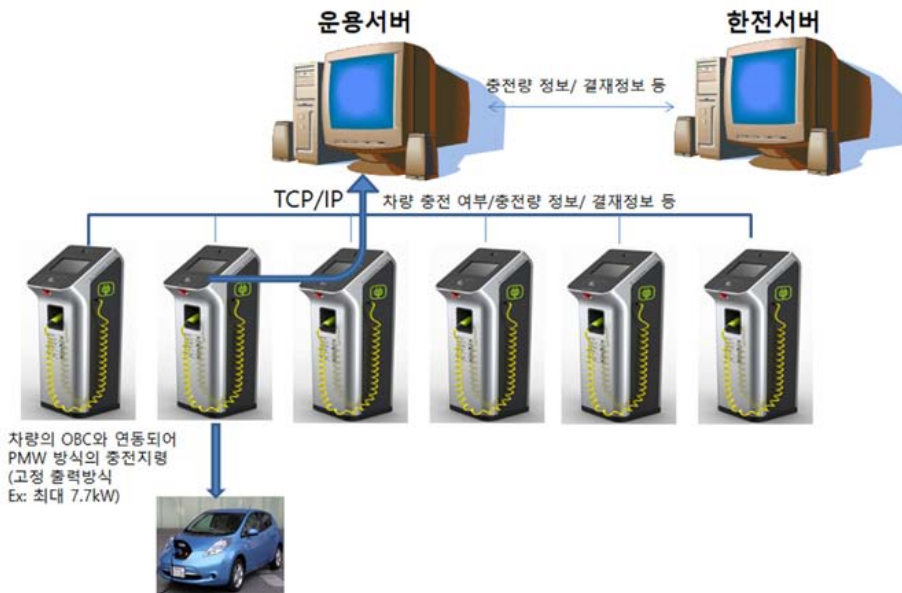 운용서버
한전서버
충전량 정보/ 결재정보 등
TCP/IP
차량 충전 여부/충전량 정보/ 결재정보 등
차량의 OBC와 연동되어
PMW 방식의 충전지령
(고정 출력방식
Ex: 최대 7.7kW)